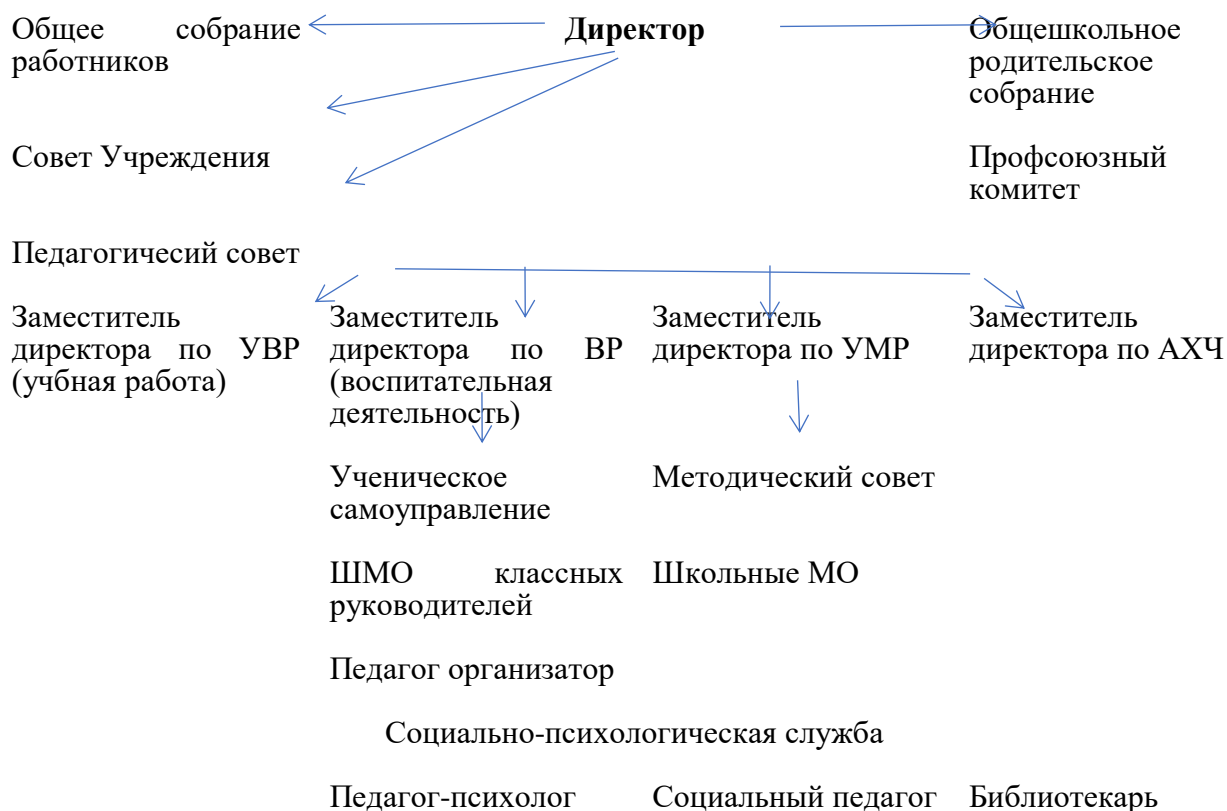 Общее собрание работников
Директор
Общешкольное
родительское
собрание
Совет Учреждения
Профсоюзный
комитет
Педагогичесий совет
Заместитель
директора по УВР
(учбная работа)
Заместитель
директора по ВР
(воспитательная
деятельность)
Заместитель
директора по УМР
Заместитель
директора по АХЧ
Ученическое
самоуправление
Методический совет
ШМО классных
руководителей
Школьные МО
Педагог организатор
Социально-психологическая служба
Педагог-психолог
Социальный педагог
Библиотекарь